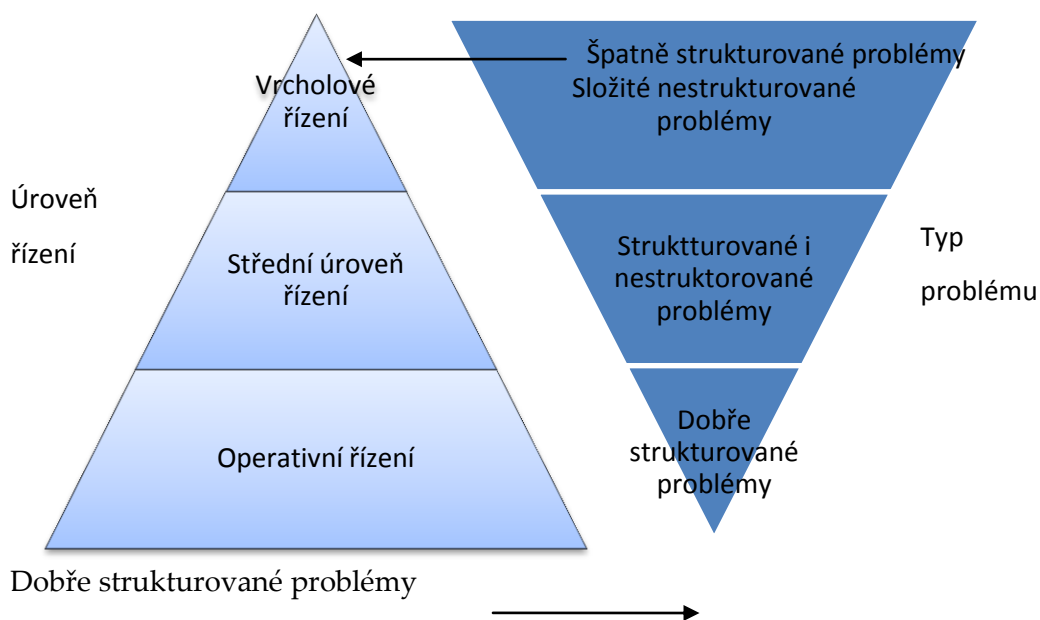 Vrcholové
řízení
Špatně strukturované problémy
Složité nestrukturované
problémy
Úroveň
řízení
Střední úroveň
řízení
Struktturované i
nestruktorované
problémy
Typ
problému
Operativní řízení
Dobře
strukturované
problémy
Dobře strukturované problémy